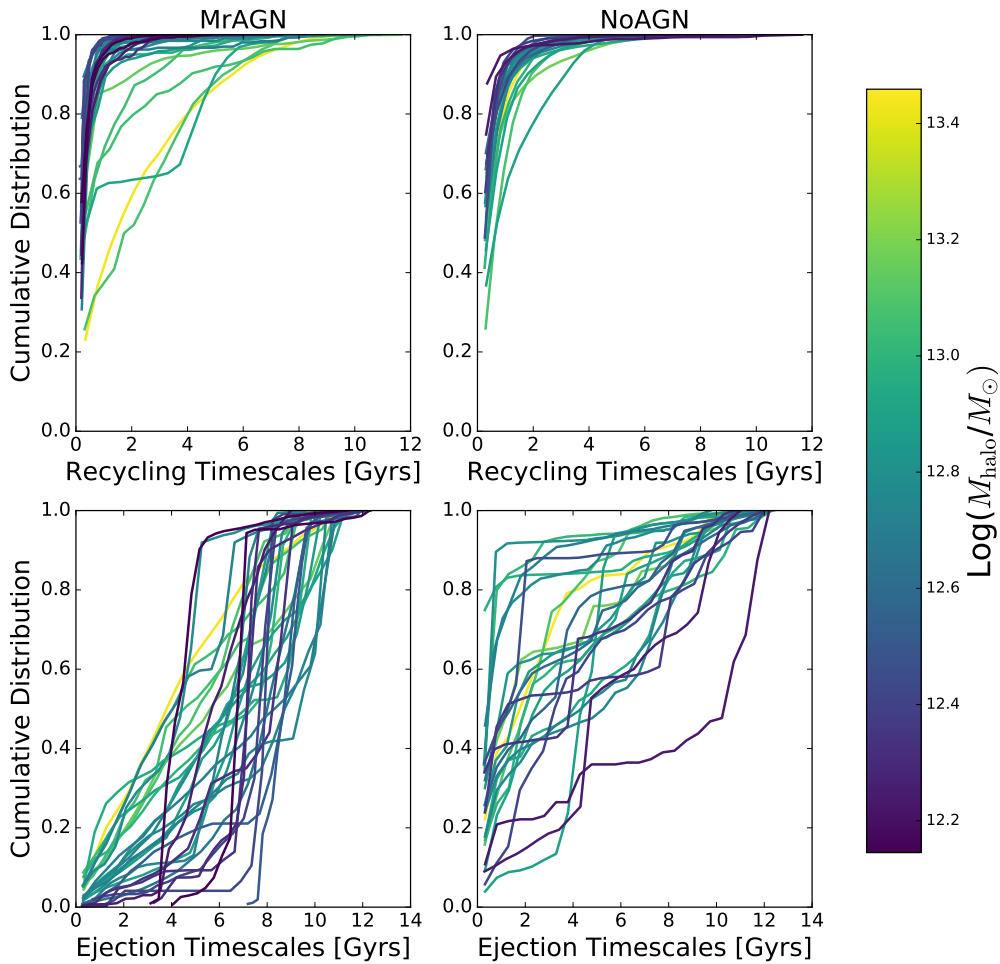 MrAGN
NoAGN
1.0
0.8
0.6
0.4
0.2
0.0
Cumulative Distribution
0 2 4 6 8 10 12
Recycling Timescales [Gyrs]
1.0
0.8
0.6
0.4
0.2
0.0
0 2 4 6 8 10 12
Recycling Timescales [Gyrs]
1.0
0.8
0.6
0.4
0.2
0.0
Cumulative Distribution
0 2 4 6 8 10 12 14
Ejection Timescales [Gyrs]
1.0
0.8
0.6
0.4
0.2
0.0
0 2 4 6 8 10 12 14
Ejection Timescales [Gyrs]
13.4
13.2
13.0
12.8
12.6
12.4
12.2
Log(M_halo/M_⊙)